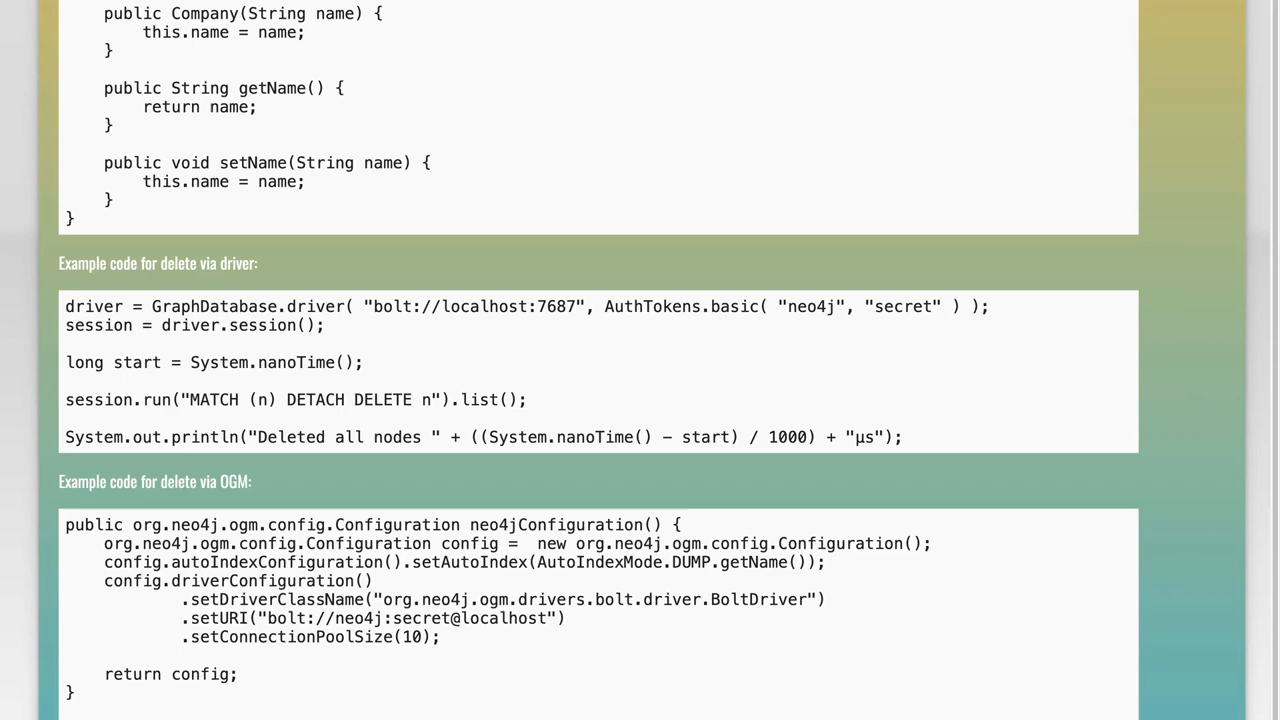 public Company(String name) {
this.name = name;
}
public String getName() {
return name;
}
public void setName(String name) {
this.name = name;
}
}
Example code for delete via driver:
driver = GraphDatabase.driver( "bolt://localhost:7687", AuthTokens.basic( "neo4j", "secret" ) );
session = driver.session();
long start = System.nanoTime();
session.run("MATCH (n) DETACH DELETE n").list();
System.out.println("Deleted all nodes " + ((System.nanoTime() - start) / 1000) + "μs");
Example code for delete via OGM:
public org.neo4j.ogm.config.Configuration neo4jConfiguration() {
org.neo4j.ogm.config.Configuration config =  new org.neo4j.ogm.config.Configuration();
config.autoIndexConfiguration().setAutoIndex(AutoIndexMode.DUMP.getName());
config.driverConfiguration()
.setDriverClassName("org.neo4j.ogm.drivers.bolt.driver.BoltDriver")
.setURI("bolt://neo4j:secret@localhost")
.setConnectionPoolSize(10);
return config;
}